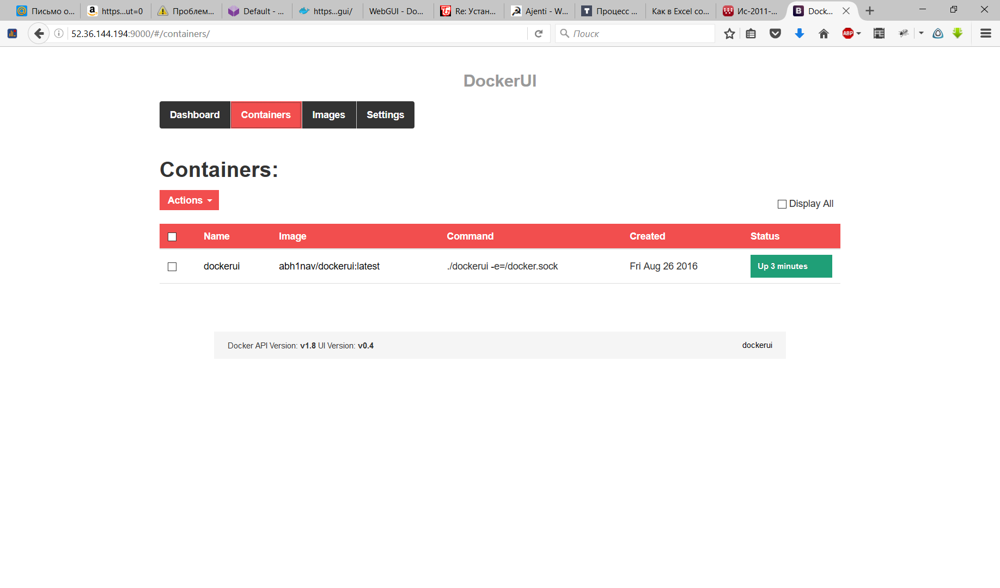 Письмо о...
https...ut=0
Проблем...
Default - ...
https...gui/
WebGUI - Do...
Re: Устан...
Ajenti - W...
Процесс ...
Как в Excel со...
Ис-2011-...
Dock...
52.36.144.194:9000/#/containers/
Поиск
ABP
DockerUI
Dashboard Containers Images Settings
Containers:
Actions
Display All
Name Image Command Created Status
dockerui abh1nav/dockerui:latest ./dockerui -e=/docker.sock Fri Aug 26 2016 Up 3 minutes
Docker API Version: v1.8 UI Version: v0.4 dockerui